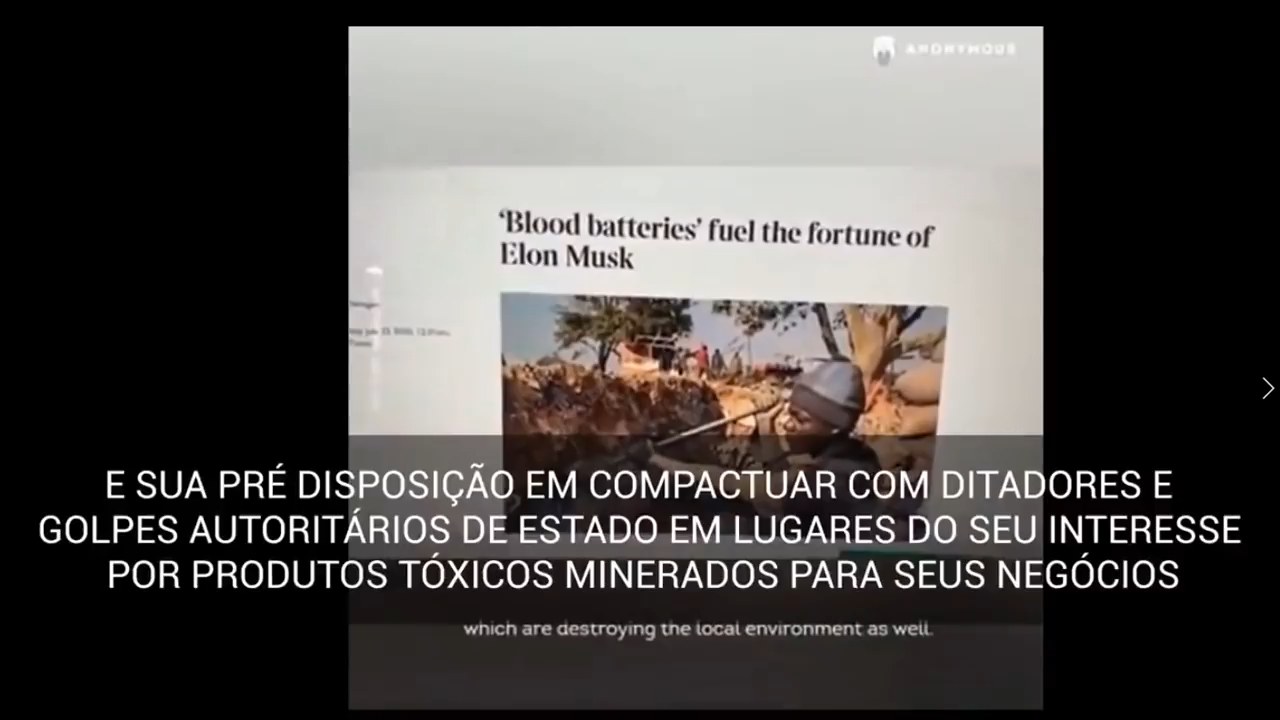 ANONYMOUS
‘Blood batteries’ fuel the fortune of
Elon Musk
E SUA PRÉ DISPOSIÇÃO EM COMPACTUAR COM DITADORES E
GOLPES AUTORITÁRIOS DE ESTADO EM LUGARES DO SEU INTERESSE
POR PRODUTOS TÓXICOS MINERADOS PARA SEUS NEGÓCIOS
which are destroying the local environment as well.